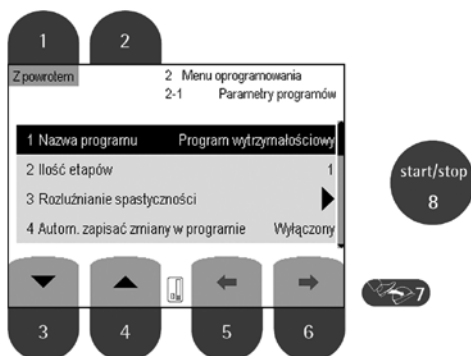 1 2
Z powrotem 2 Menu oprogramowania
2-1 Parametry programów
1 Nazwa programu Program wytrzymałościowy
2 Ilość etapów 1
3 Rozluźnianie spastyczności
4 Autom. zapisać zmiany w programie Wyłączony
start/stop
8
7
3 4 5 6